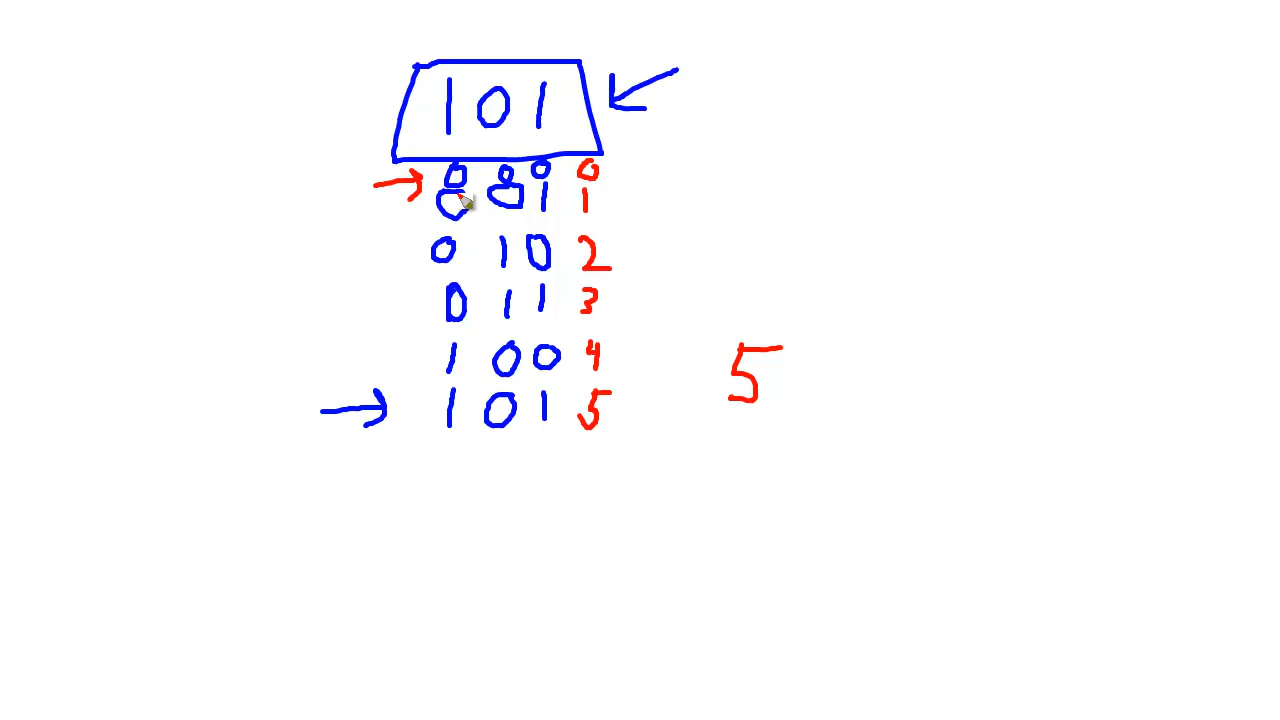 101
0 0 0 0
0 0 1 1
0 1 0 2
0 1 1 3
1 0 0 4
1 0 1 5
5